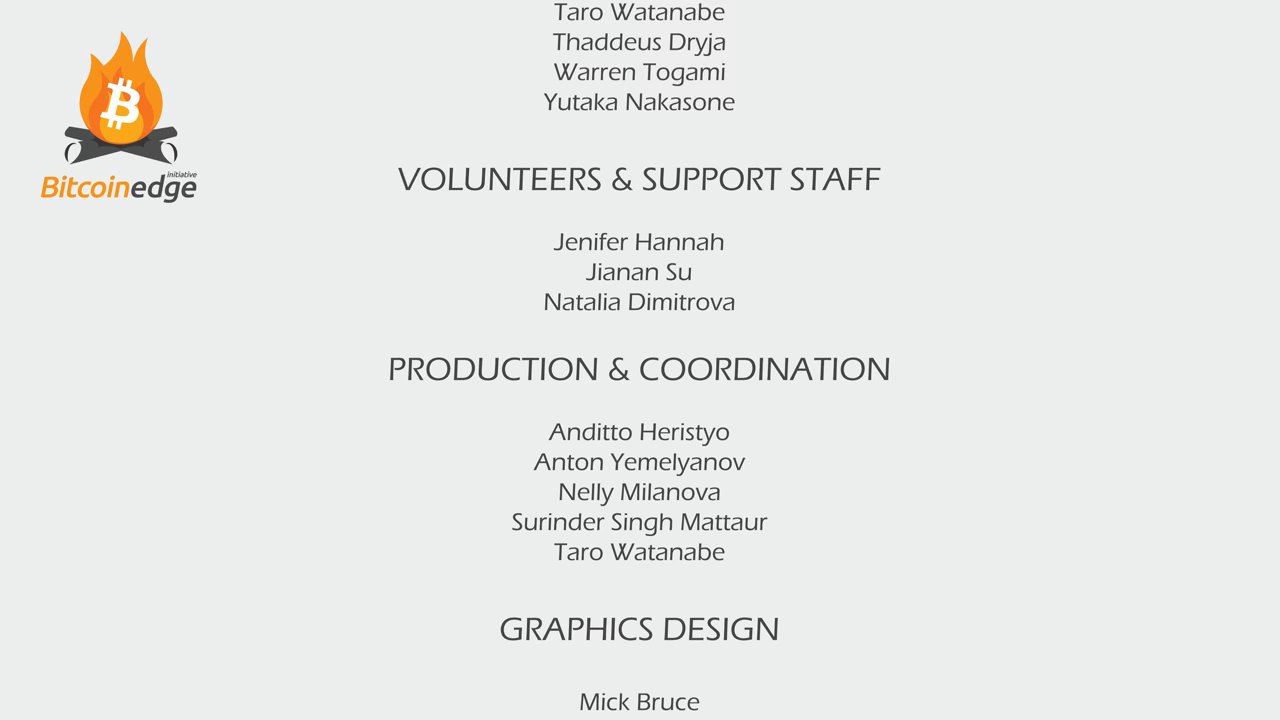 initiative
Bitcoinedge
Taro Watanabe
Thaddeus Dryja
Warren Togami
Yutaka Nakasone
VOLUNTEERS & SUPPORT STAFF
Jenifer Hannah
Jianan Su
Natalia Dimitrova
PRODUCTION & COORDINATION
Anditto Heristyo
Anton Yemelyanov
Nelly Milanova
Surinder Singh Mattaur
Taro Watanabe
GRAPHICS DESIGN
Mick Bruce